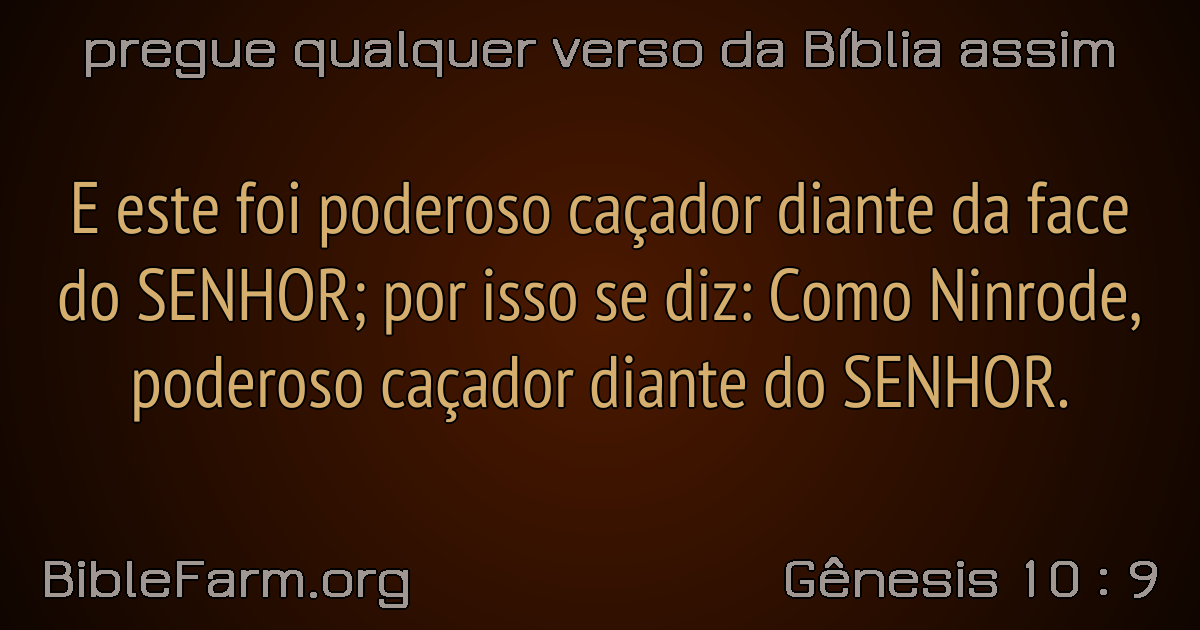 pregue qualquer verso da Bíblia assim
E este foi poderoso caçador diante da face
do SENHOR; por isso se diz: Como Ninrode,
poderoso caçador diante do SENHOR.
BibleFarm.org
Gênesis 10 : 9